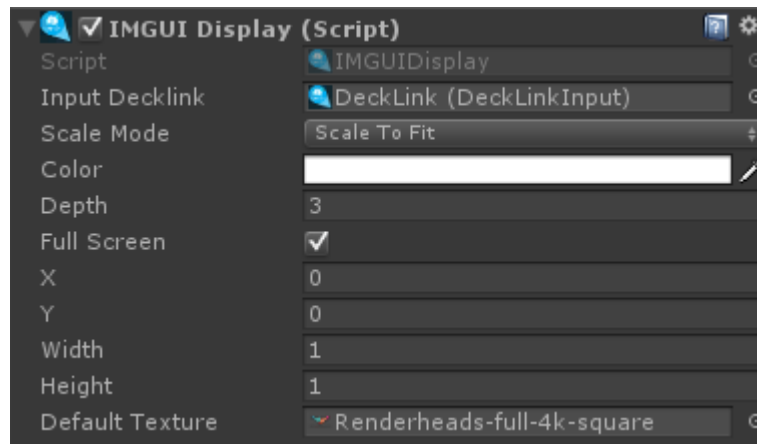 IMGUI Display (Script)
Script IMGUIDisplay
Input Decklink DeckLink (DeckLinkInput)
Scale Mode Scale To Fit
Color
Depth 3
Full Screen
X 0
Y 0
Width 1
Height 1
Default Texture Renderheads-full-4k-square